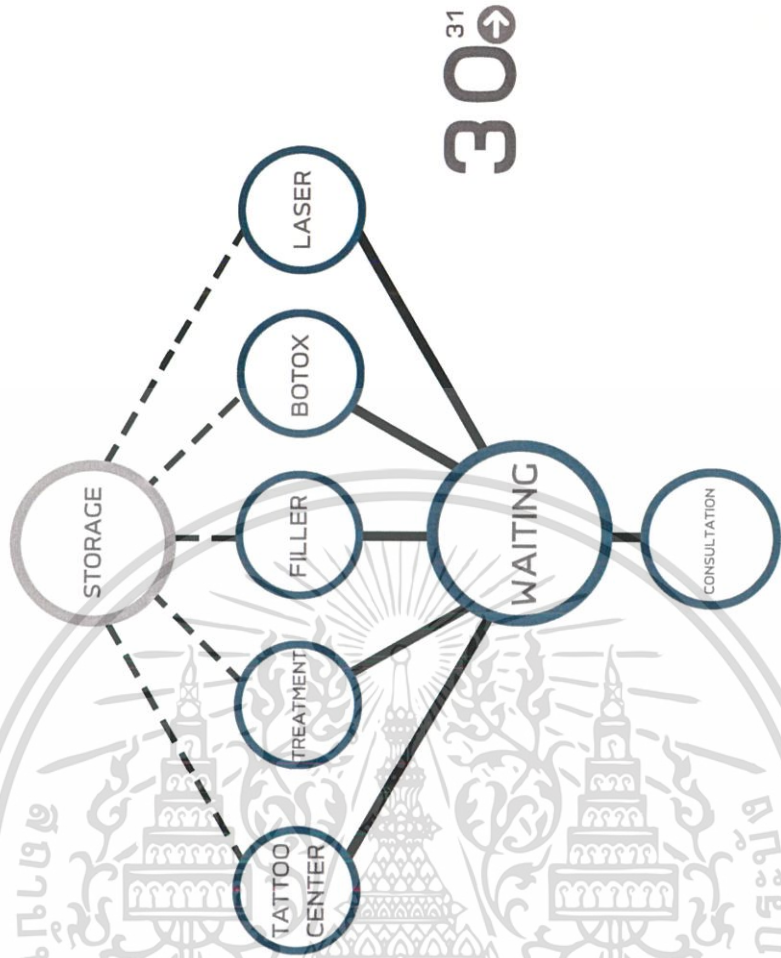 STORAGE
TATTOO
CENTER
TREATMENT
FILLER
BOTOX
LASER
WAITING
CONSULTATION
30
31